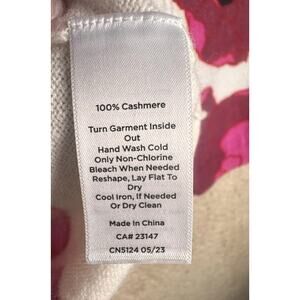 100% Cashmere
Turn Garment Inside
Out
Hand Wash Cold
Only Non-Chlorine
Bleach When Needed
Reshape, Lay Flat To
Dry
Cool Iron, If Needed
Or Dry Clean
Made In China
CA# 23147
CN5124 05/23